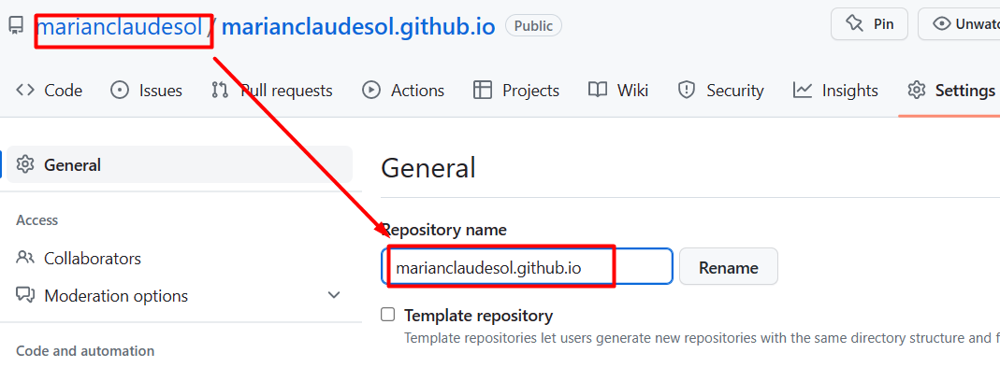 marianclaudesol / marianclaudesol.github.io Public Pin Unwatc
Code Issues Pull requests Actions Projects Wiki Security Insights Settings
General
General
Access
Repository name
Collaborators
marianclaudesol.github.io Rename
Moderation options
Template repository
Template repositories let users generate new repositories with the same directory structure and f
Code and automation